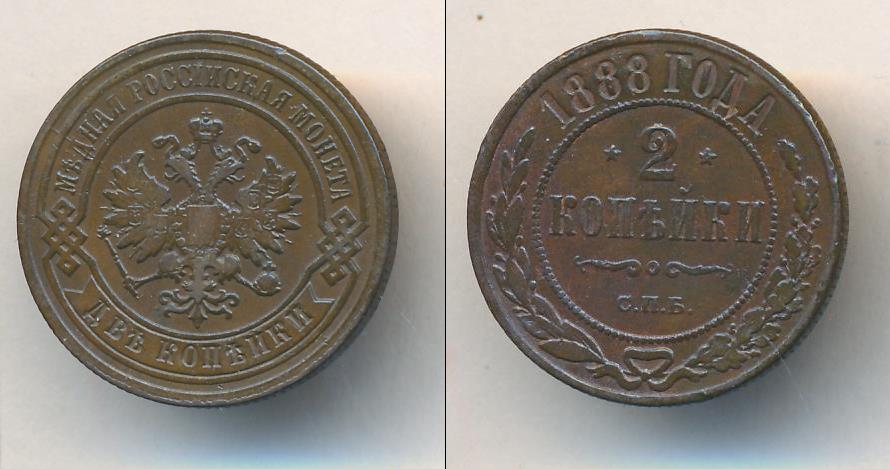 МѢДНАЯ РОССІЙСКАЯ МОНЕТА
ДВѢ КОПѢЙКИ
1888 ГОДА
2
КОПѢЙКИ
С.П.Б.